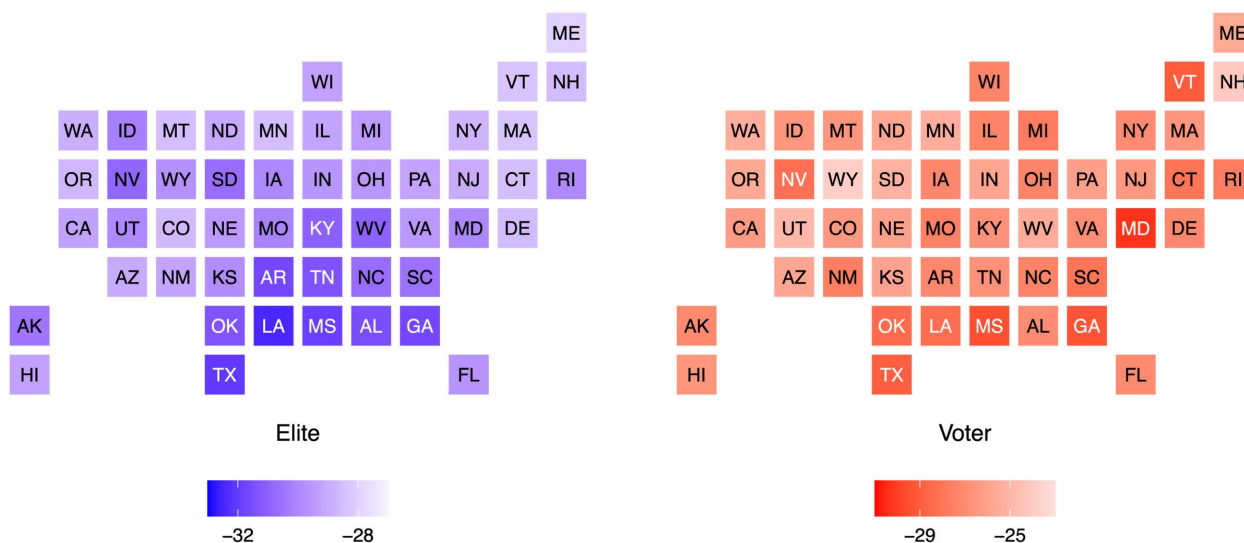 ME
WI VT NH
WA ID MT ND MN IL MI NY MA
OR NV WY SD IA IN OH PA NJ CT RI
CA UT CO NE MO KY WV VA MD DE
AZ NM KS AR TN NC SC
AK OK LA MS AL GA
HI TX FL
Elite
−32 −28
ME
WI VT NH
WA ID MT ND MN IL MI NY MA
OR NV WY SD IA IN OH PA NJ CT RI
CA UT CO NE MO KY WV VA MD DE
AZ NM KS AR TN NC SC
AK OK LA MS AL GA
HI TX FL
Voter
−29 −25